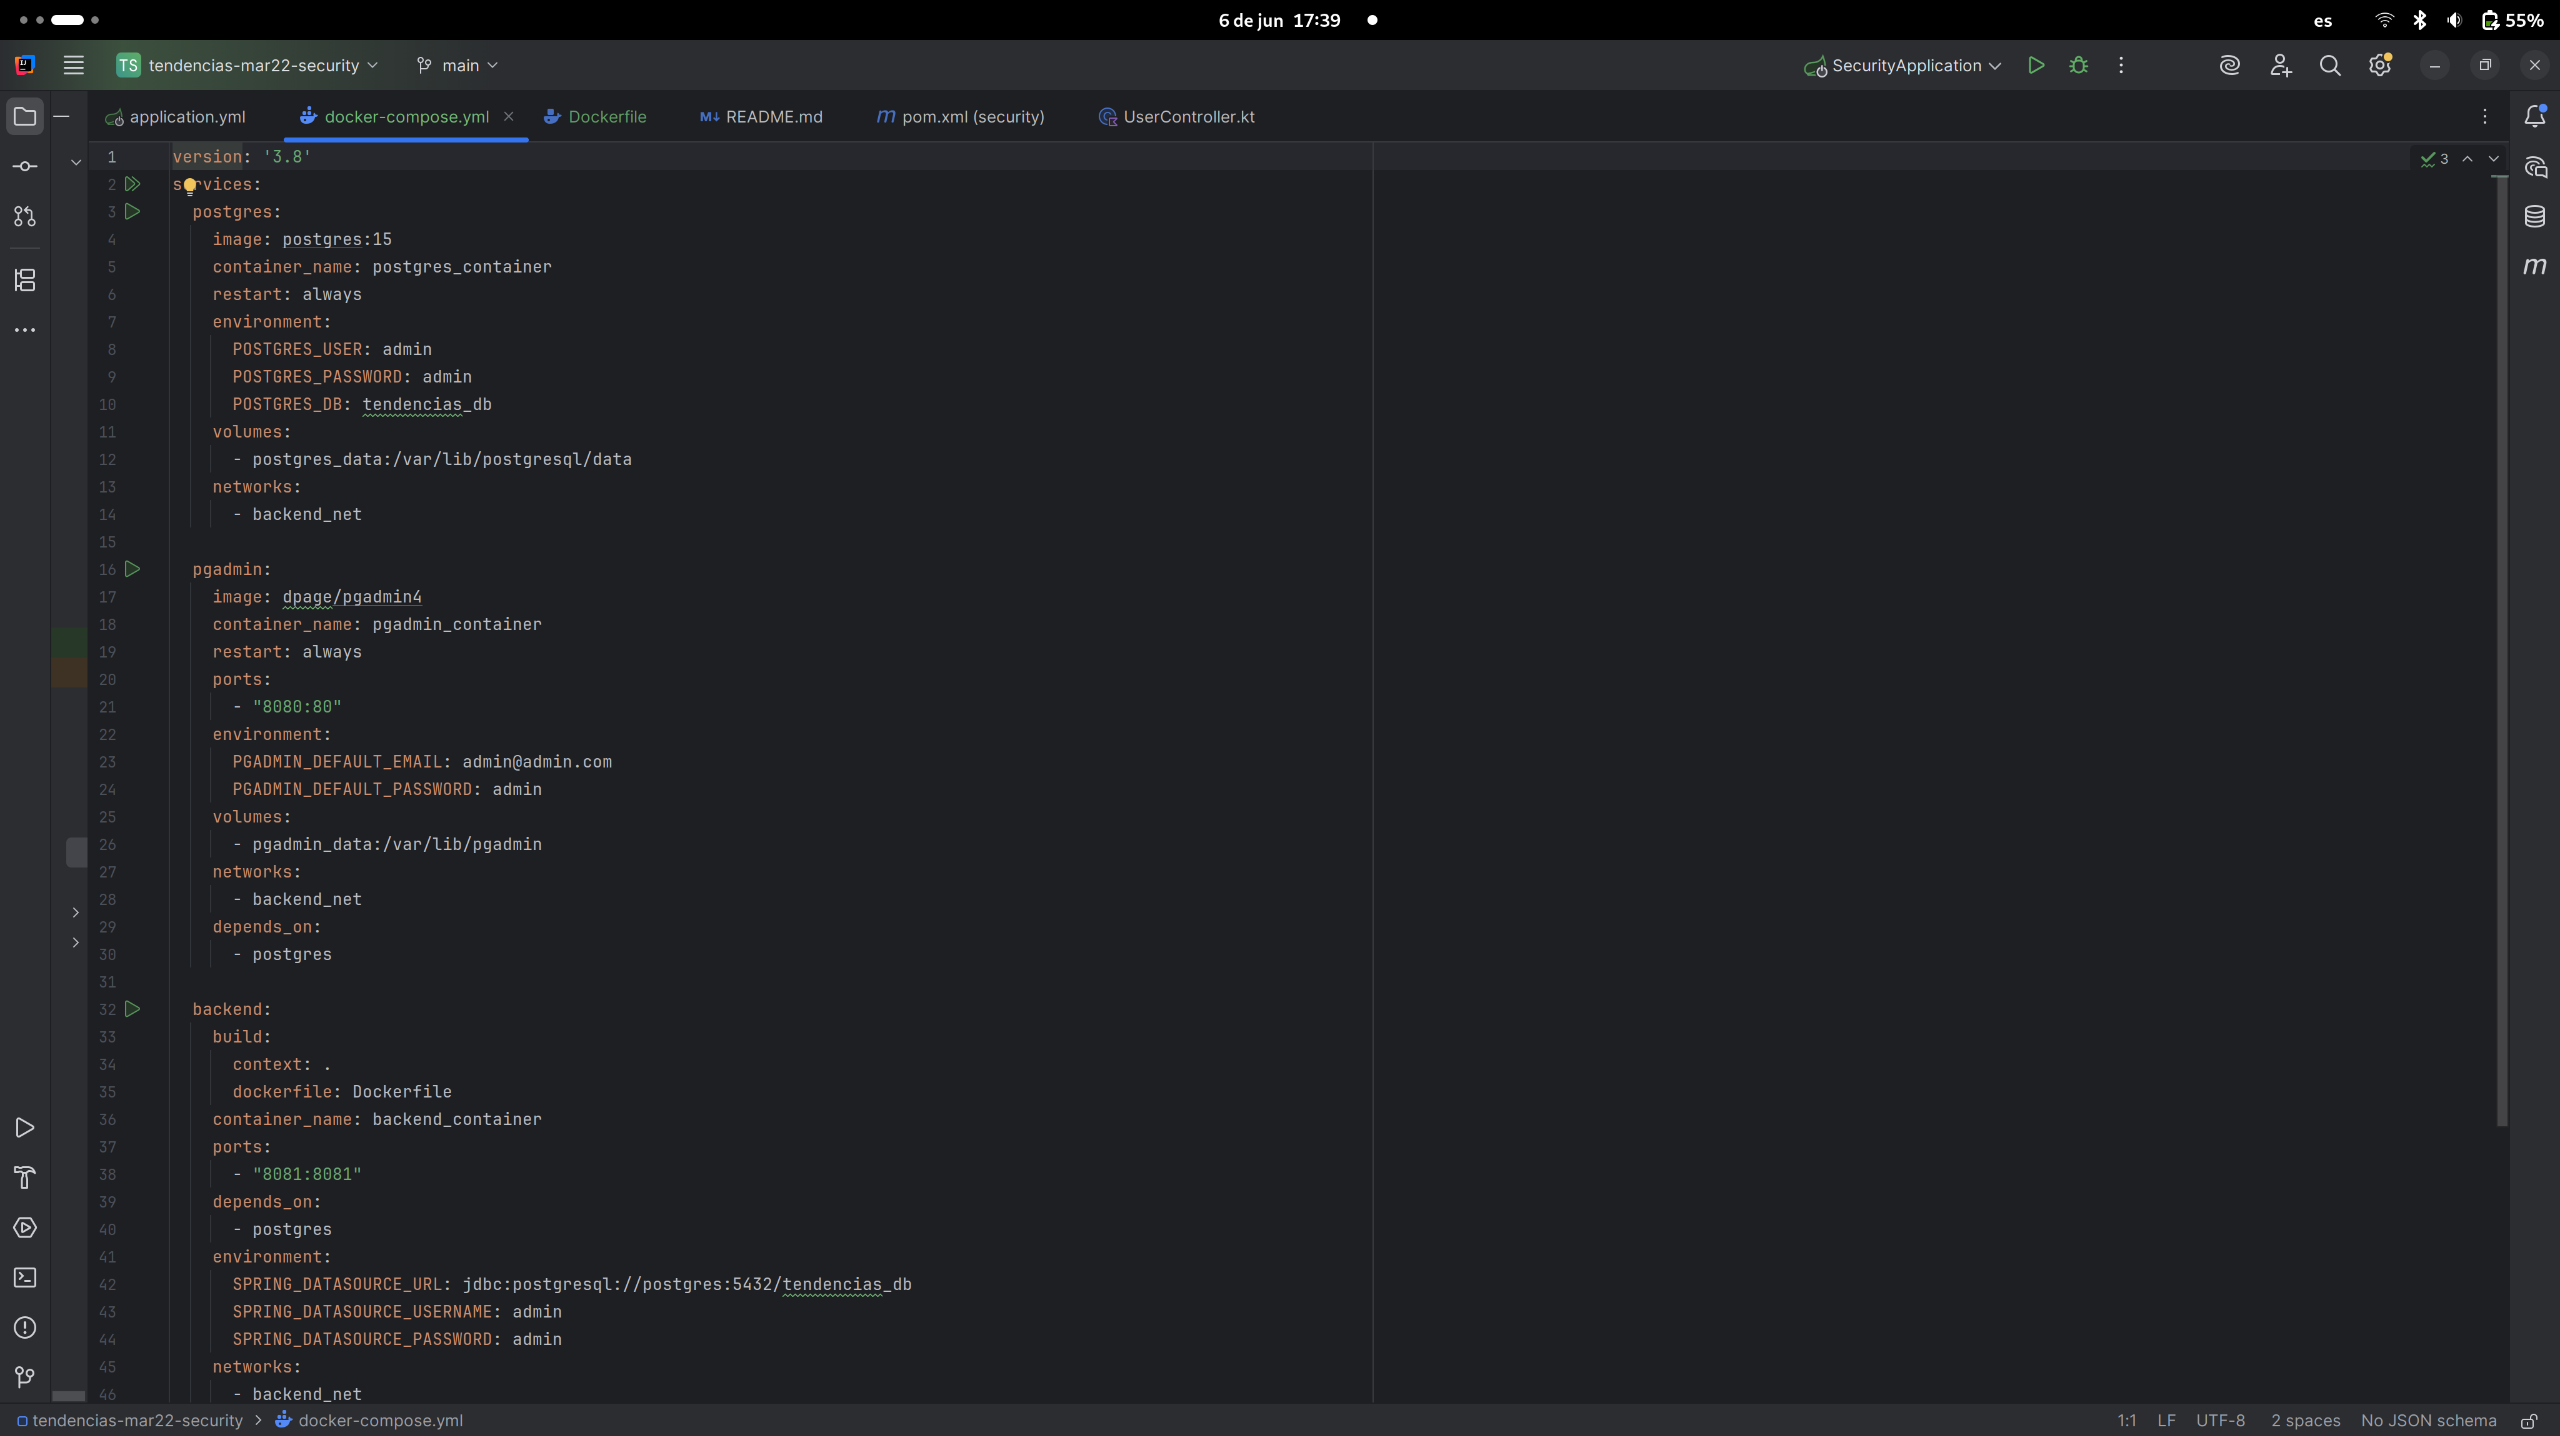 6 de jun 17:39
es
55%
TS tendencias-mar22-security
main
SecurityApplication
application.yml
docker-compose.yml
Dockerfile
README.md
pom.xml (security)
UserController.kt
3
1 version: '3.8'
2 services:
3 postgres:
4 image: postgres:15
5 container_name: postgres_container
6 restart: always
7 environment:
8 POSTGRES_USER: admin
9 POSTGRES_PASSWORD: admin
10 POSTGRES_DB: tendencias_db
11 volumes:
12 - postgres_data:/var/lib/postgresql/data
13 networks:
14 - backend_net
15
16 pgadmin:
17 image: dpage/pgadmin4
18 container_name: pgadmin_container
19 restart: always
20 ports:
21 - "8080:80"
22 environment:
23 PGADMIN_DEFAULT_EMAIL: admin@admin.com
24 PGADMIN_DEFAULT_PASSWORD: admin
25 volumes:
26 - pgadmin_data:/var/lib/pgadmin
27 networks:
28 - backend_net
29 depends_on:
30 - postgres
31
32 backend:
33 build:
34 context: .
35 dockerfile: Dockerfile
36 container_name: backend_container
37 ports:
38 - "8081:8081"
39 depends_on:
40 - postgres
41 environment:
42 SPRING_DATASOURCE_URL: jdbc:postgresql://postgres:5432/tendencias_db
43 SPRING_DATASOURCE_USERNAME: admin
44 SPRING_DATASOURCE_PASSWORD: admin
45 networks:
46 - backend_net
tendencias-mar22-security > docker-compose.yml
1:1 LF UTF-8 2 spaces No JSON schema